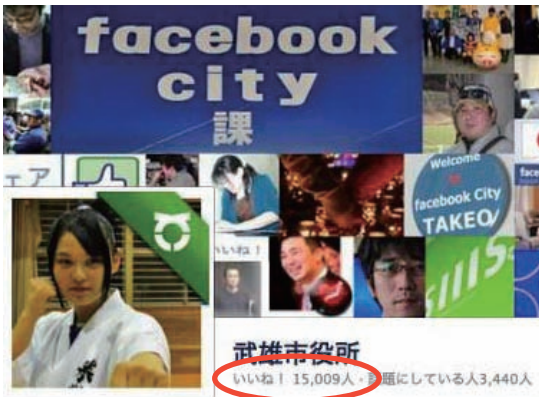 facebook
city
課
ェア
Welcome
to
facebook City
TAKEO
face
いいね！
武雄市役所
いいね！ 15,009人・話題にしている人3,440人